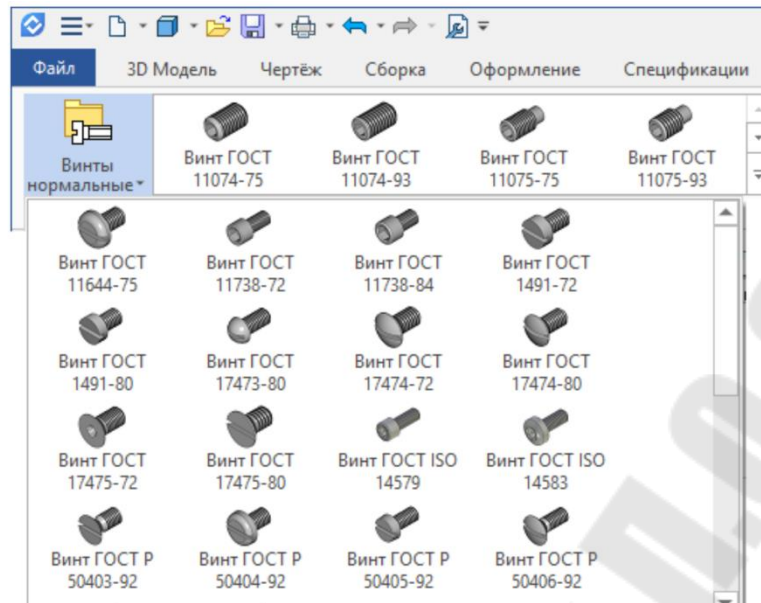 Файл 3D Модель Чертёж Сборка Оформление Спецификации
Винты нормальные
Винт ГОСТ 11074-75
Винт ГОСТ 11074-93
Винт ГОСТ 11075-75
Винт ГОСТ 11075-93
Винт ГОСТ 11644-75
Винт ГОСТ 11738-72
Винт ГОСТ 11738-84
Винт ГОСТ 1491-72
Винт ГОСТ 1491-80
Винт ГОСТ 17473-80
Винт ГОСТ 17474-72
Винт ГОСТ 17474-80
Винт ГОСТ 17475-72
Винт ГОСТ 17475-80
Винт ГОСТ ISO 14579
Винт ГОСТ ISO 14583
Винт ГОСТ Р 50403-92
Винт ГОСТ Р 50404-92
Винт ГОСТ Р 50405-92
Винт ГОСТ Р 50406-92